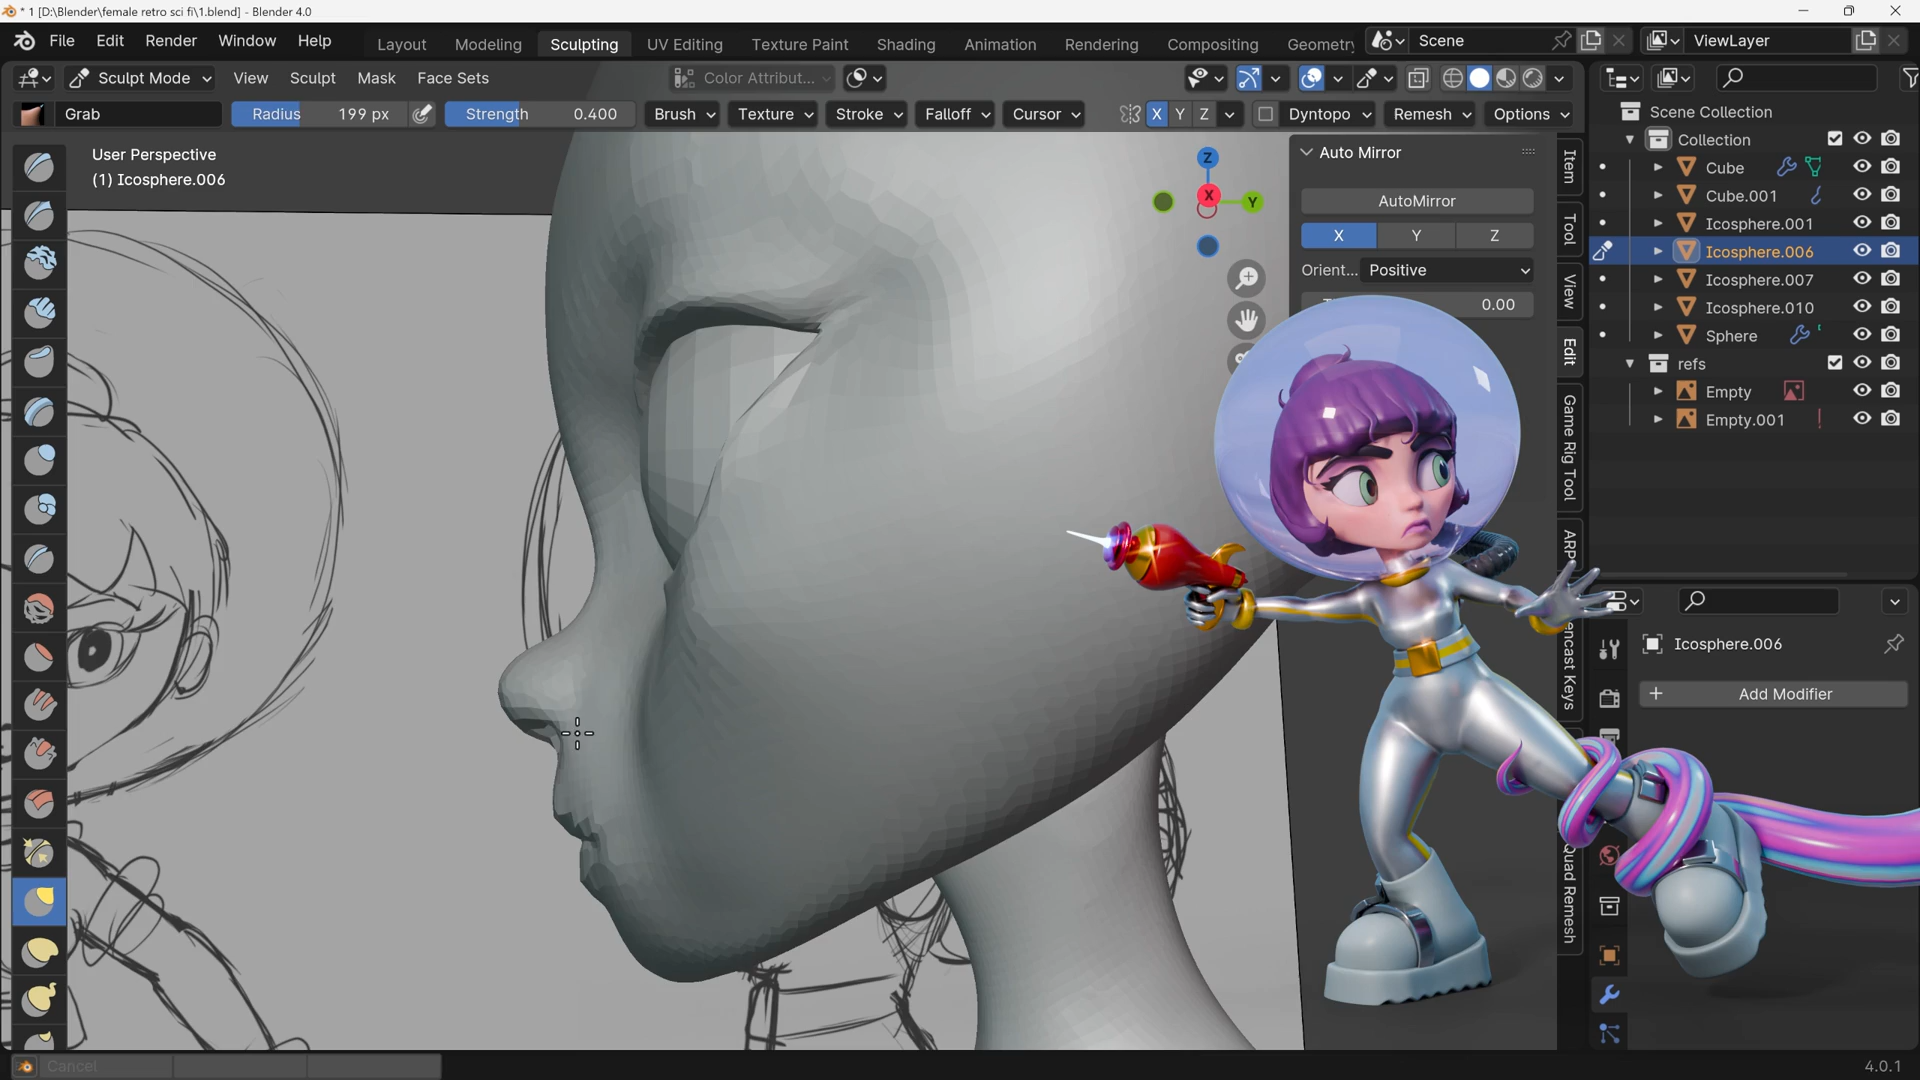 * 1 [D:\Blender\female retro sci fi\1.blend] - Blender 4.0
File Edit Render Window Help Layout Modeling Sculpting UV Editing Texture Paint Shading Animation Rendering Compositing Geometry Scene ViewLayer
Sculpt Mode View Sculpt Mask Face Sets Color Attribut...
Grab Radius 199 px Strength 0.400 Brush Texture Stroke Falloff Cursor X Y Z Dyntopo Remesh Options
User Perspective
(1) Icosphere.006
Z
X
Y
Auto Mirror
AutoMirror
X Y Z
Orient... Positive
0.00
Item
Tool
View
Edit
Game Rig Tool
ARP
encast Keys
Quad Remesh
Scene Collection
Collection
Cube
Cube.001
Icosphere.001
Icosphere.006
Icosphere.007
Icosphere.010
Sphere
refs
Empty
Empty.001
Icosphere.006
+ Add Modifier
Cancel
4.0.1